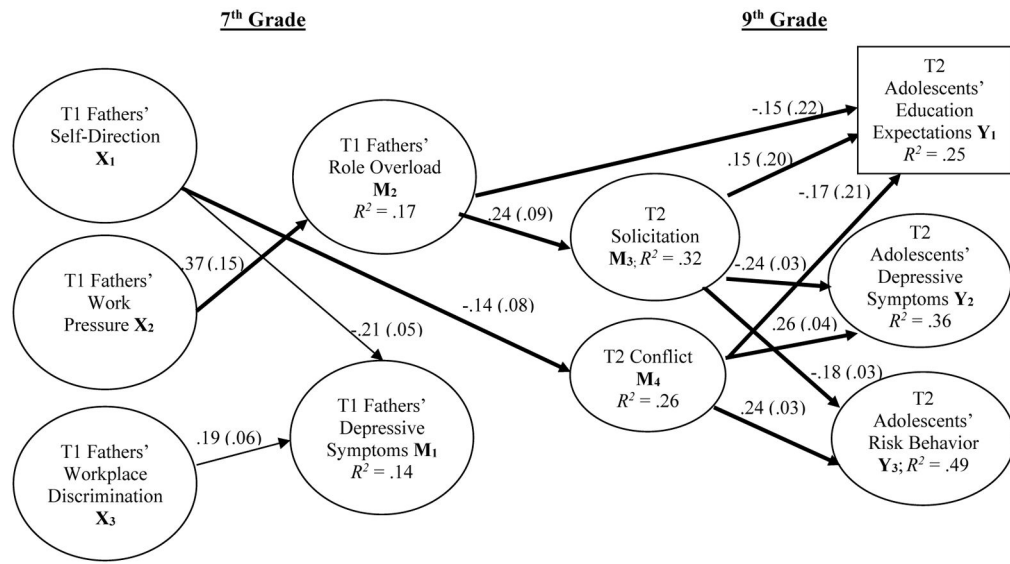 7th Grade
9th Grade
T1 Fathers'
Self-Direction
X1
T1 Fathers'
Work
Pressure X2
T1 Fathers'
Workplace
Discrimination
X3
T1 Fathers'
Role Overload
M2
R2 = .17
T1 Fathers'
Depressive
Symptoms M1
R2 = .14
T2
Solicitation
M3; R2 = .32
T2 Conflict
M4
R2 = .26
T2
Adolescents'
Education
Expectations Y1
R2 = .25
T2
Adolescents'
Depressive
Symptoms Y2
R2 = .36
T2
Adolescents'
Risk Behavior
Y3; R2 = .49
.37 (.15)
.19 (.06)
-.21 (.05)
-.14 (.08)
.24 (.09)
-.15 (.22)
.15 (.20)
-.17 (.21)
-.24 (.03)
.26 (.04)
-.18 (.03)
.24 (.03)